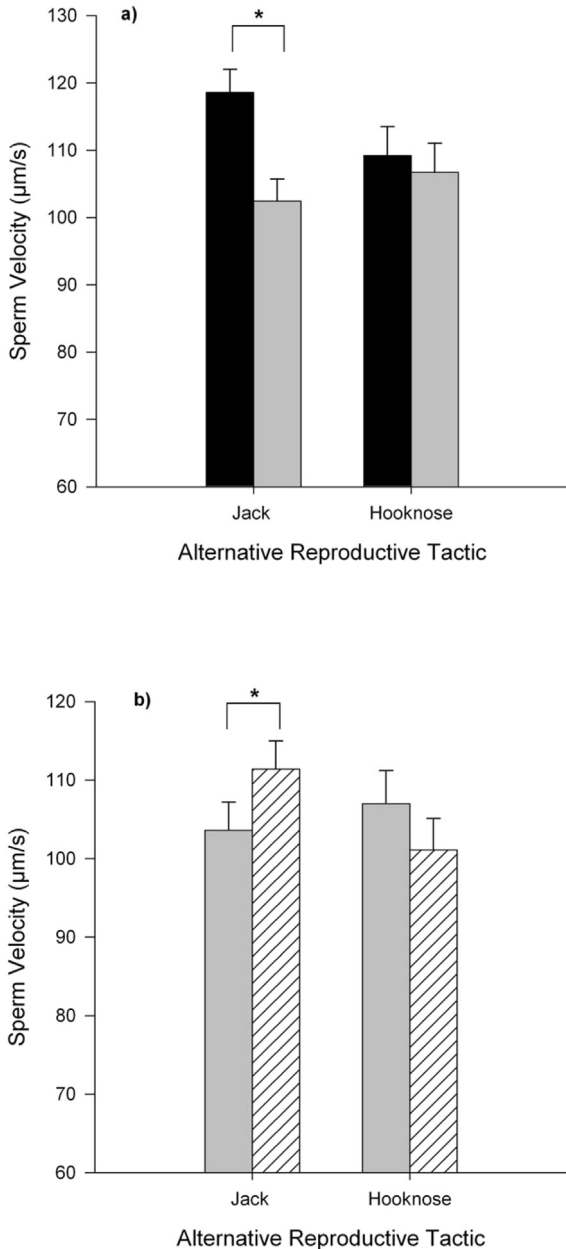 a)
*
130
120
110
100
90
80
70
60
Sperm Velocity (µm/s)
Jack Hooknose
Alternative Reproductive Tactic
b)
*
120
110
100
90
80
70
60
Sperm Velocity (µm/s)
Jack Hooknose
Alternative Reproductive Tactic